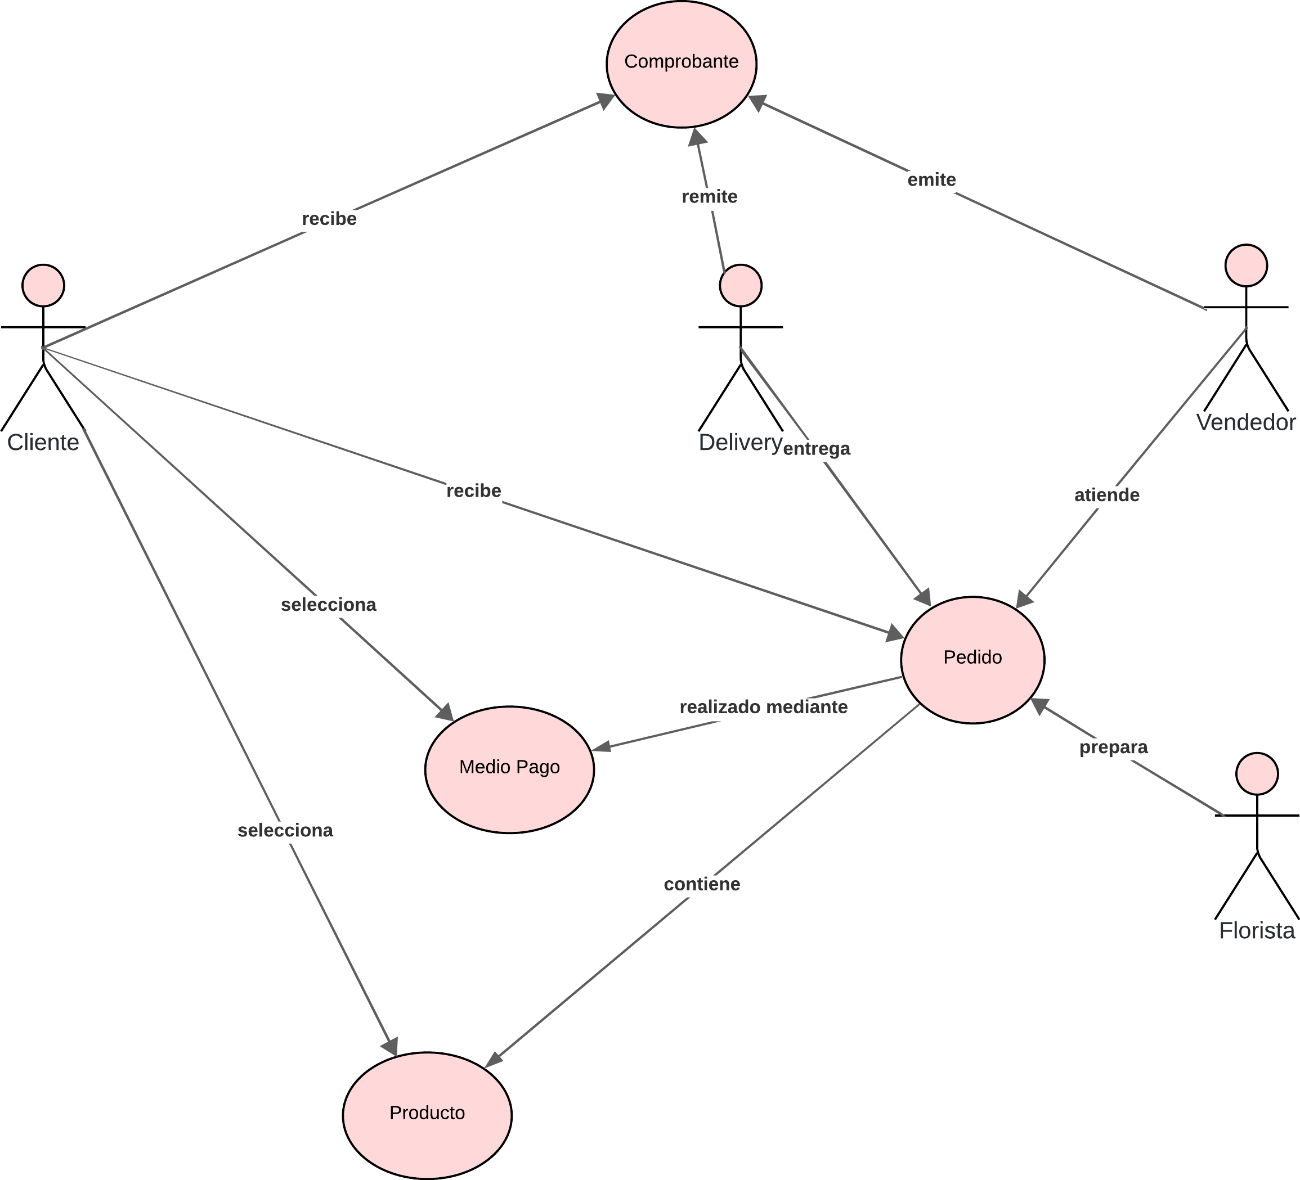 Comprobante
emite
remite
recibe
Vendedor
Cliente
Delivery
entrega
recibe
atiende
selecciona
Pedido
realizado mediante
prepara
Medio Pago
selecciona
contiene
Florista
Producto